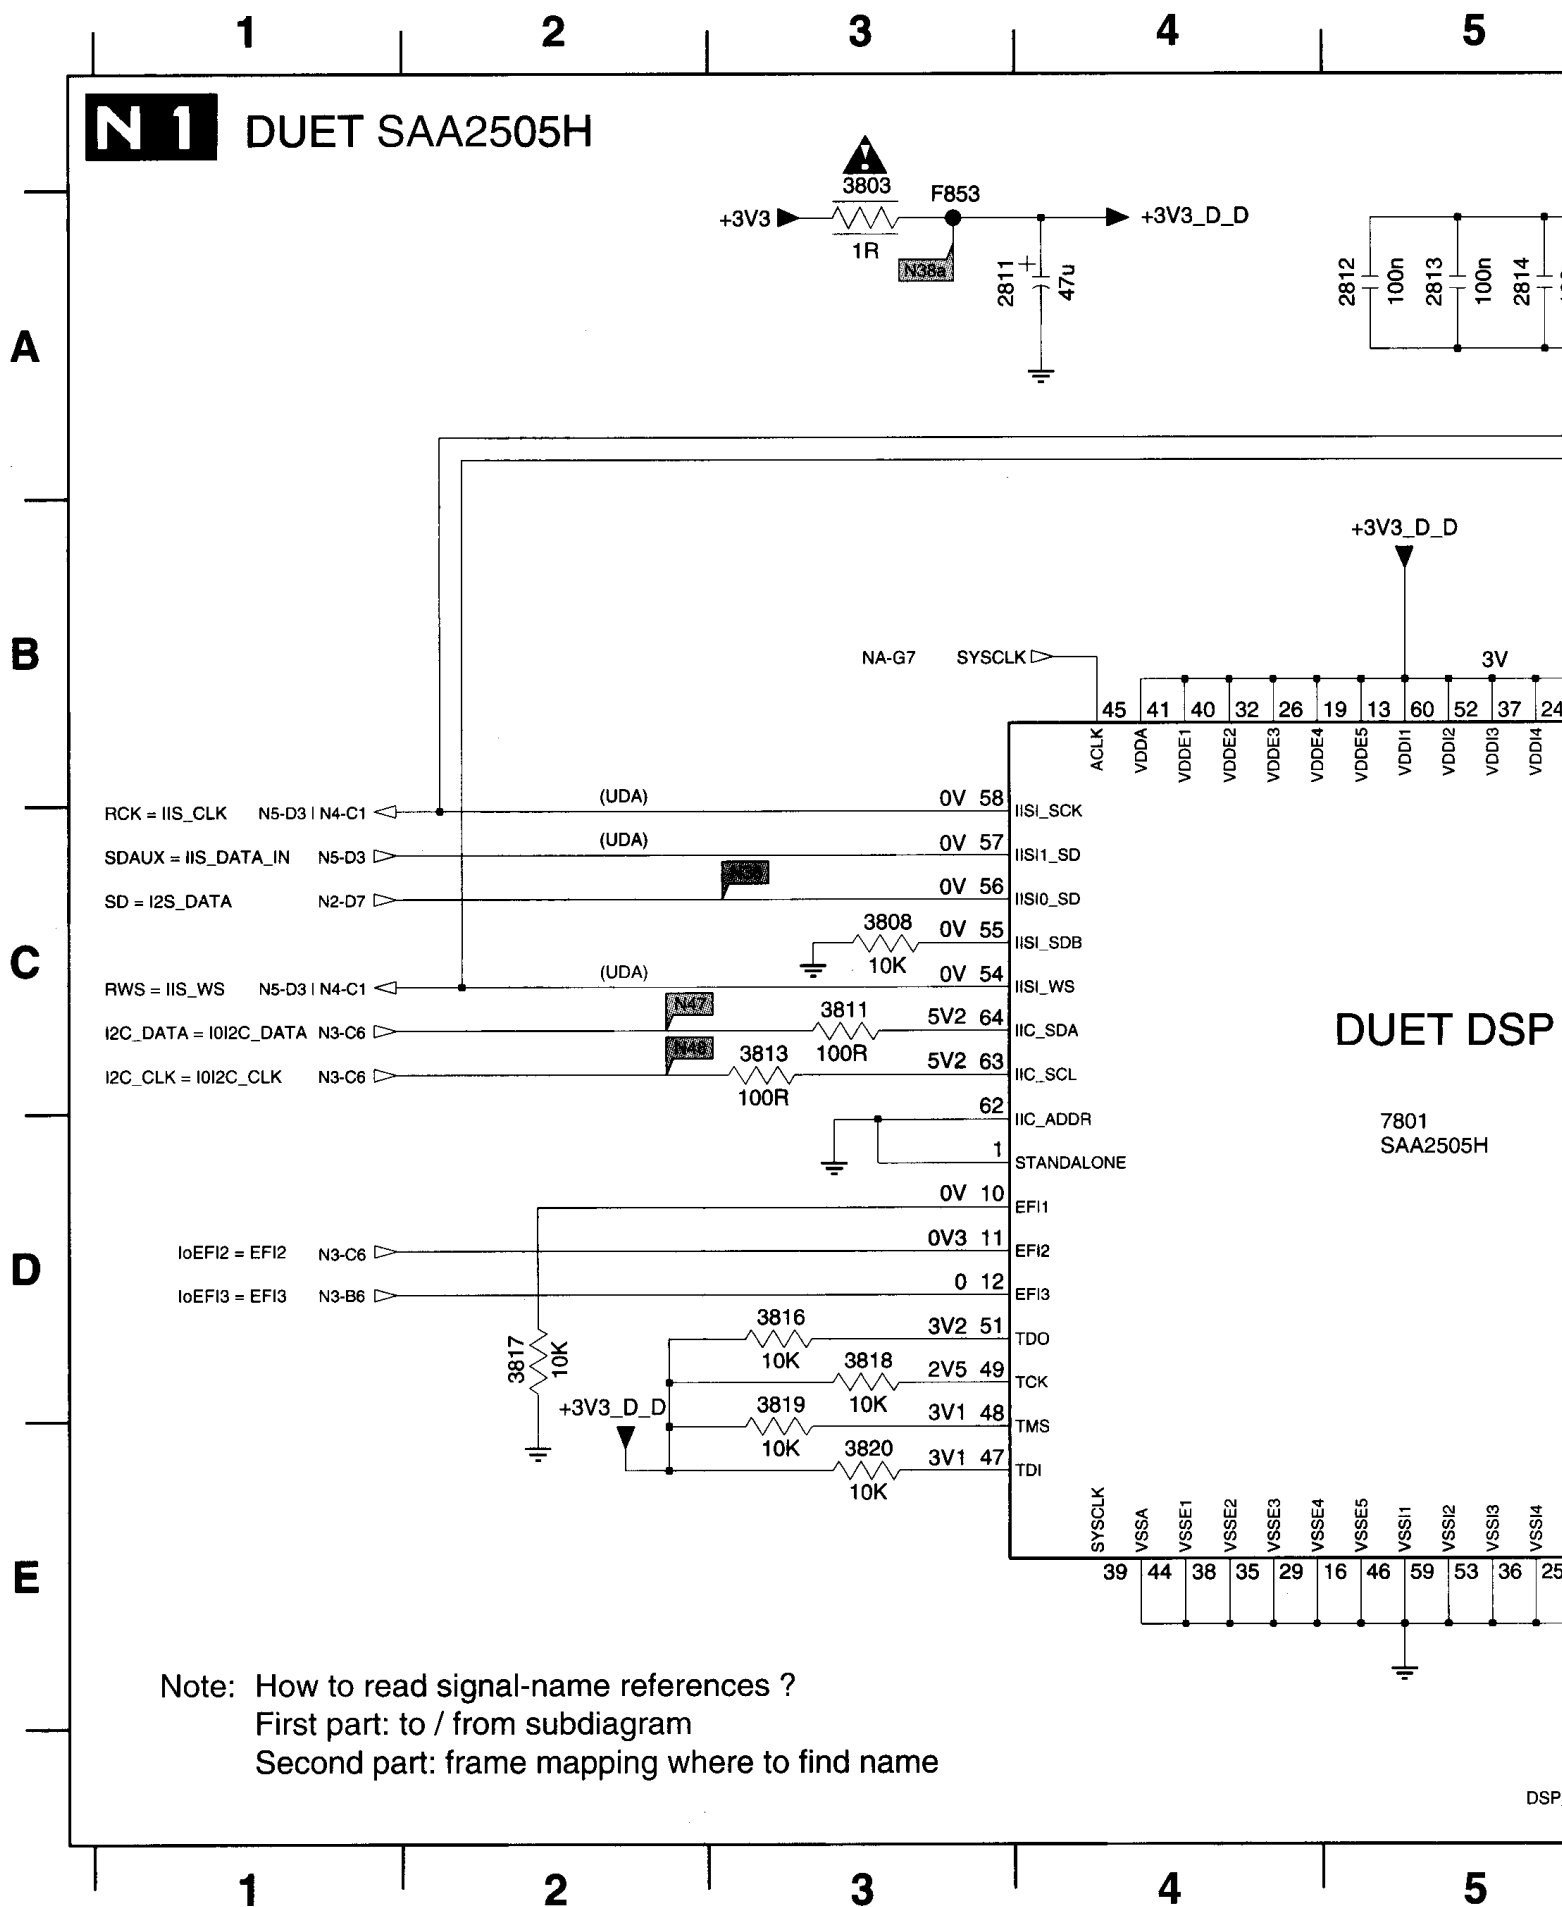 1 2 3 4 5
N 1 DUET SAA2505H
3803
F853
+3V3
+3V3_D_D
1R
N38a
2811
+
47u
2812
100n
2813
100n
2814
A
+3V3_D_D
B
NA-G7 SYSCLK
3V
45 41 40 32 26 19 13 60 52 37 24
ACLK VDDA VDDE1 VDDE2 VDDE3 VDDE4 VDDE5 VDDI1 VDDI2 VDDI3 VDDI4
RCK = IIS_CLK N5-D3 | N4-C1 (UDA) 0V 58 IISI_SCK
SDAUX = IIS_DATA_IN N5-D3 (UDA) 0V 57 IISI1_SD
SD = I2S_DATA N2-D7 0V 56 IISI0_SD
3808
0V 55 IISI_SDB
10K
C
RWS = IIS_WS N5-D3 | N4-C1 (UDA) 0V 54 IISI_WS
N47
3811
I2C_DATA = I0I2C_DATA N3-C6 5V2 64 IIC_SDA
100R
3813
I2C_CLK = I0I2C_CLK N3-C6 5V2 63 IIC_SCL
100R
DUET DSP
62 IIC_ADDR
7801
SAA2505H
1 STANDALONE
0V 10 EFI1
IoEFI2 = EFI2 N3-C6 0V3 11 EFI2
D
IoEFI3 = EFI3 N3-B6 0 12 EFI3
3816
3V2 51 TDO
10K
3817
10K
3818
2V5 49 TCK
10K
+3V3_D_D
3819
3V1 48 TMS
10K
3820
3V1 47 TDI
10K
SYSCLK VSSA VSSE1 VSSE2 VSSE3 VSSE4 VSSE5 VSSI1 VSSI2 VSSI3 VSSI4
E
39 44 38 35 29 16 46 59 53 36 25
Note: How to read signal-name references ?
First part: to / from subdiagram
Second part: frame mapping where to find name
DSP
1 2 3 4 5